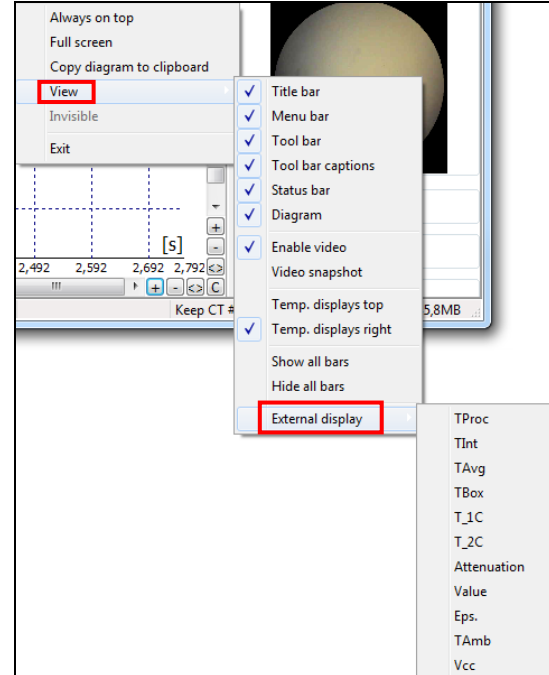 Always on top
Full screen
Copy diagram to clipboard
View
Invisible
Exit
Title bar
Menu bar
Tool bar
Tool bar captions
Status bar
Diagram
Enable video
Video snapshot
Temp. displays top
Temp. displays right
Show all bars
Hide all bars
External display
[s]
2,492 2,592 2,692 2,792
+
-
<>
+ - <> C
Keep CT #
5,8MB
TProc
TInt
TAvg
TBox
T_1C
T_2C
Attenuation
Value
Eps.
TAmb
Vcc